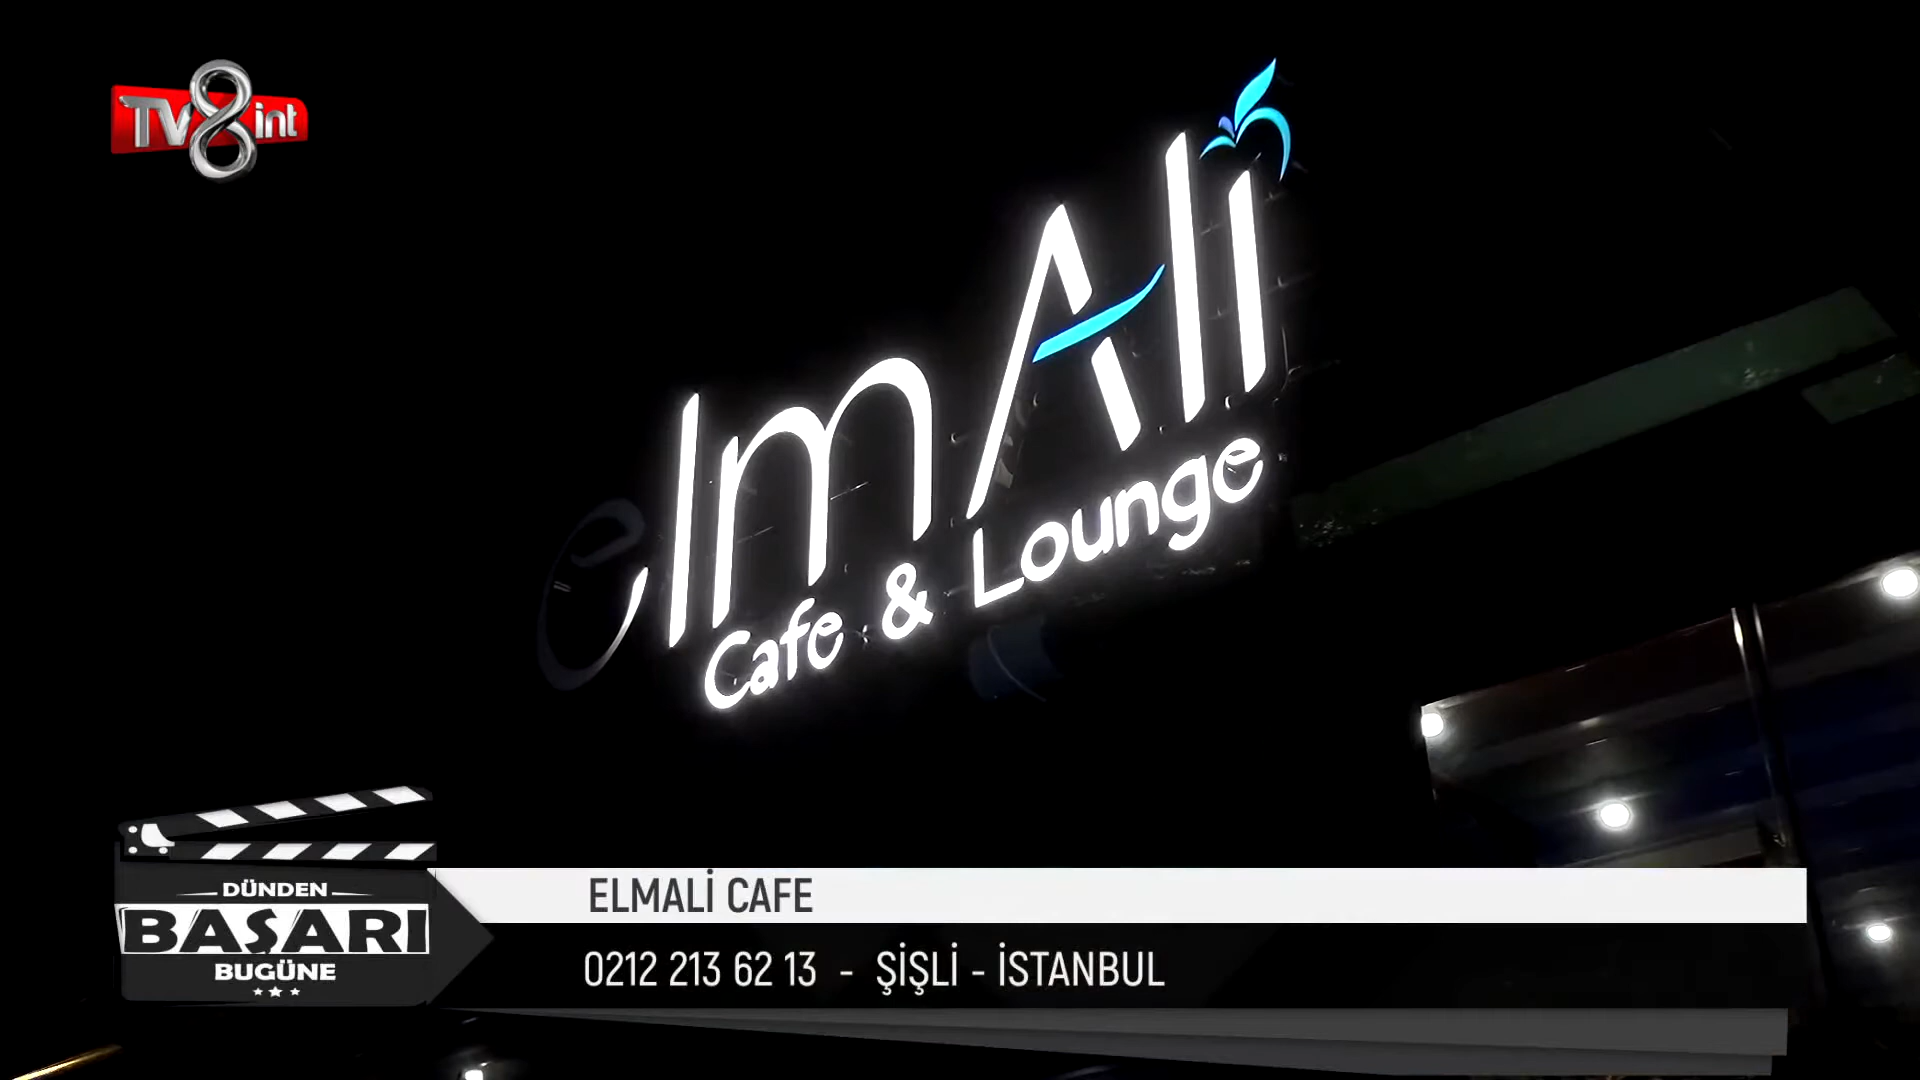 TV8int
elmAli
Cafe & Lounge
DÜNDEN
BAŞARI
BUGÜNE
ELMALİ CAFE
0212 213 62 13 - ŞİŞLİ - İSTANBUL